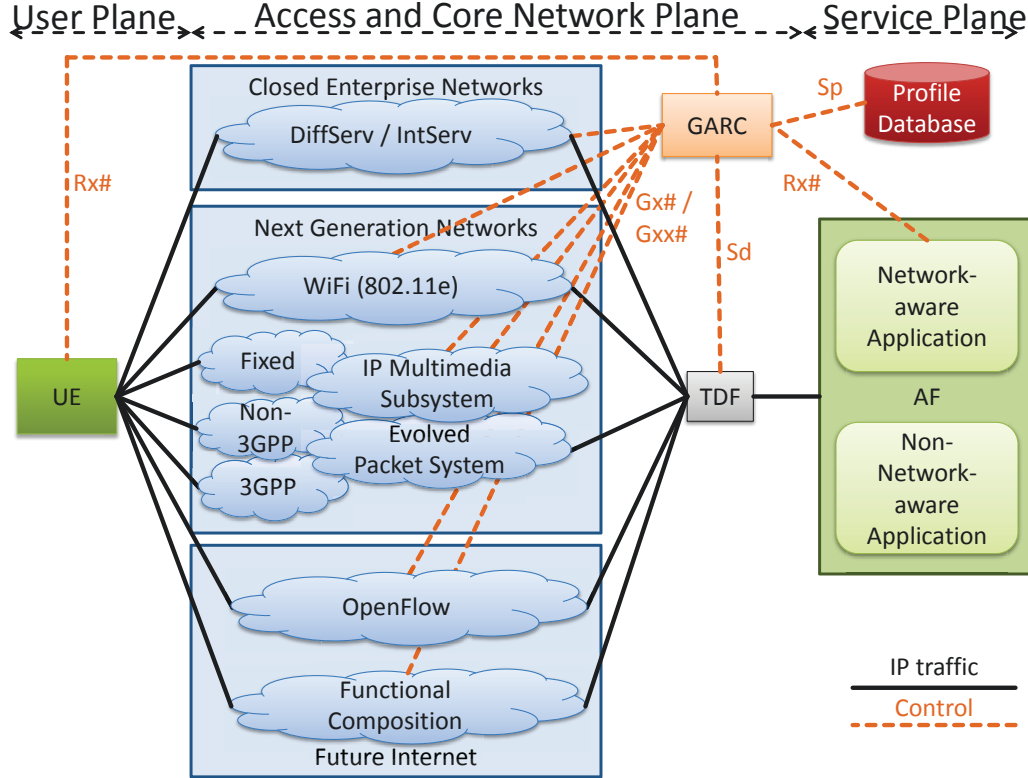 User Plane
Access and Core Network Plane
Service Plane
Closed Enterprise Networks
DiffServ / IntServ
GARC
Sp
Profile
Database
Rx#
Rx#
Gx# /
Gxx#
Sd
Next Generation Networks
WiFi (802.11e)
Network-
aware
Application
Fixed
IP Multimedia
Subsystem
UE
TDF
AF
Non-
3GPP
Evolved
Packet System
3GPP
Non-
Network-
aware
Application
OpenFlow
Functional
Composition
Future Internet
IP traffic
Control